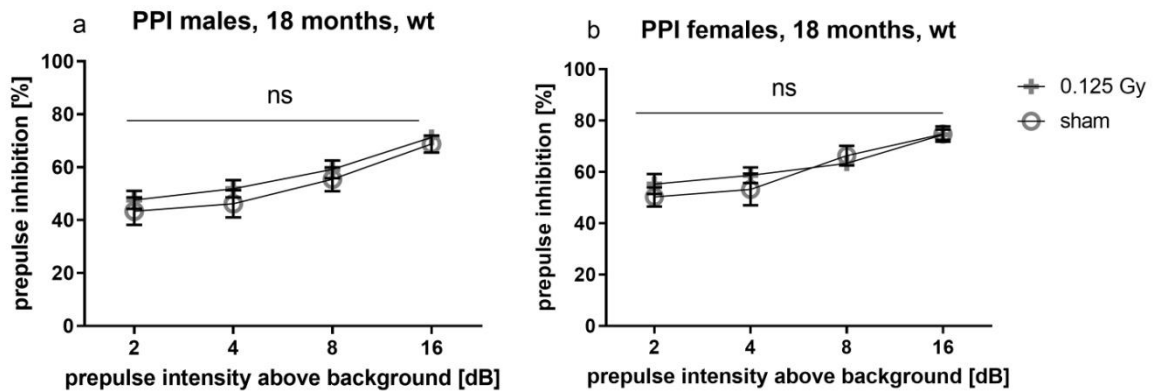 a PPI males, 18 months, wt
prepulse inhibition [%]
100
80
60
40
20
0
ns
2 4 8 16
prepulse intensity above background [dB]
b PPI females, 18 months, wt
prepulse inhibition [%]
100
80
60
40
20
0
ns
2 4 8 16
prepulse intensity above background [dB]
0.125 Gy
sham